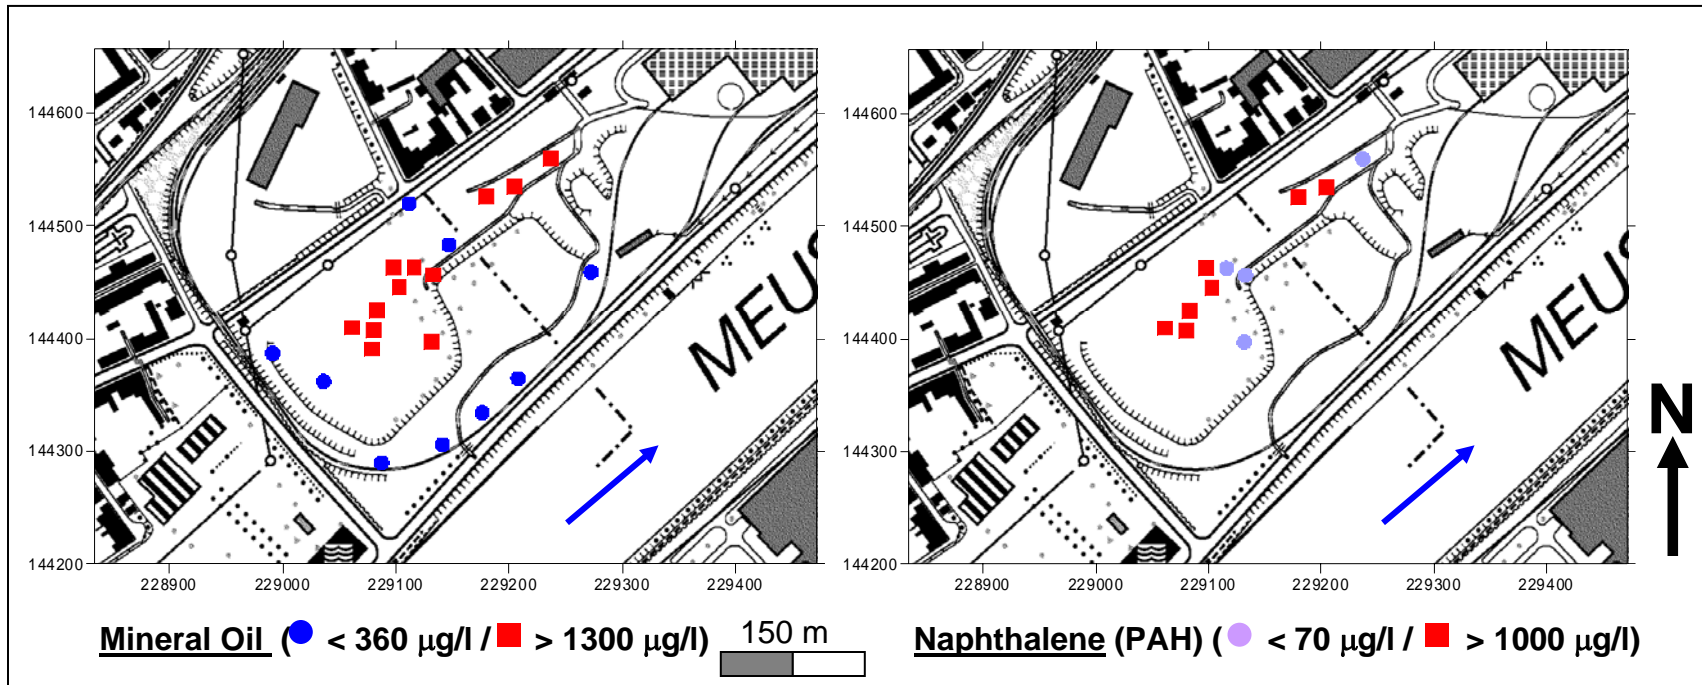 144600
144500
144400
144300
144200
228900 229000 229100 229200 229300 229400
MEUS
Mineral Oil ( < 360 µg/l / > 1300 µg/l)
150 m
144600
144500
144400
144300
144200
228900 229000 229100 229200 229300 229400
MEUS
Naphthalene (PAH) ( < 70 µg/l / > 1000 µg/l)
N